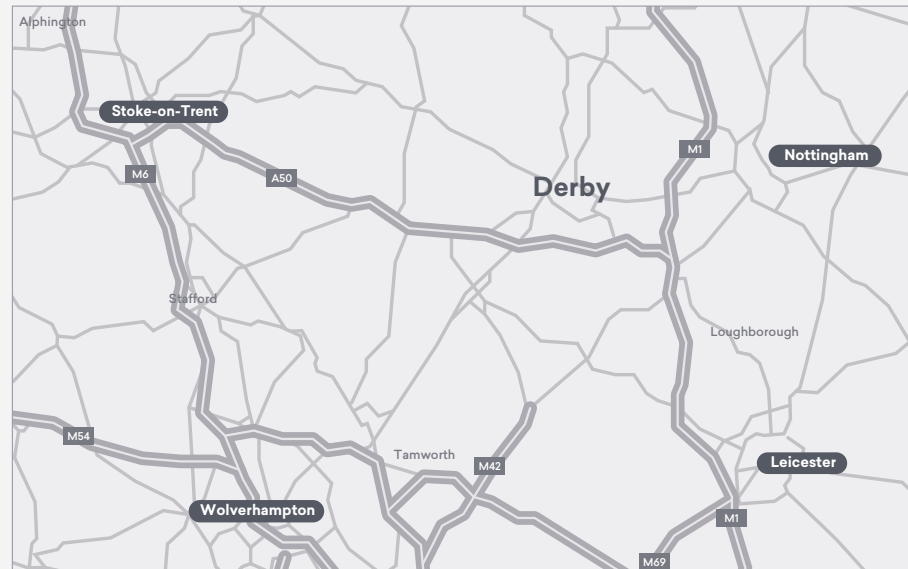 Alphington
Stoke-on-Trent
M1
Nottingham
M6
A50
Derby
Stafford
Loughborough
M54
Tamworth
M42
Leicester
Wolverhampton
M1
M69